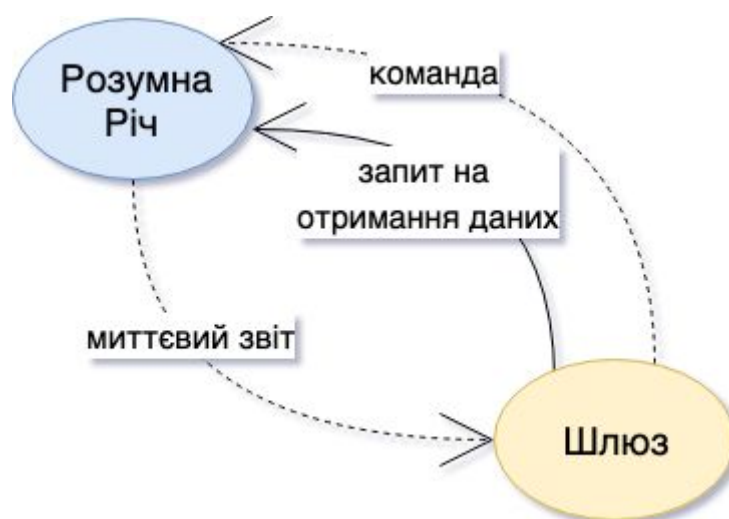 Розумна
Річ
команда
запит на
отримання даних
миттєвий звіт
Шлюз